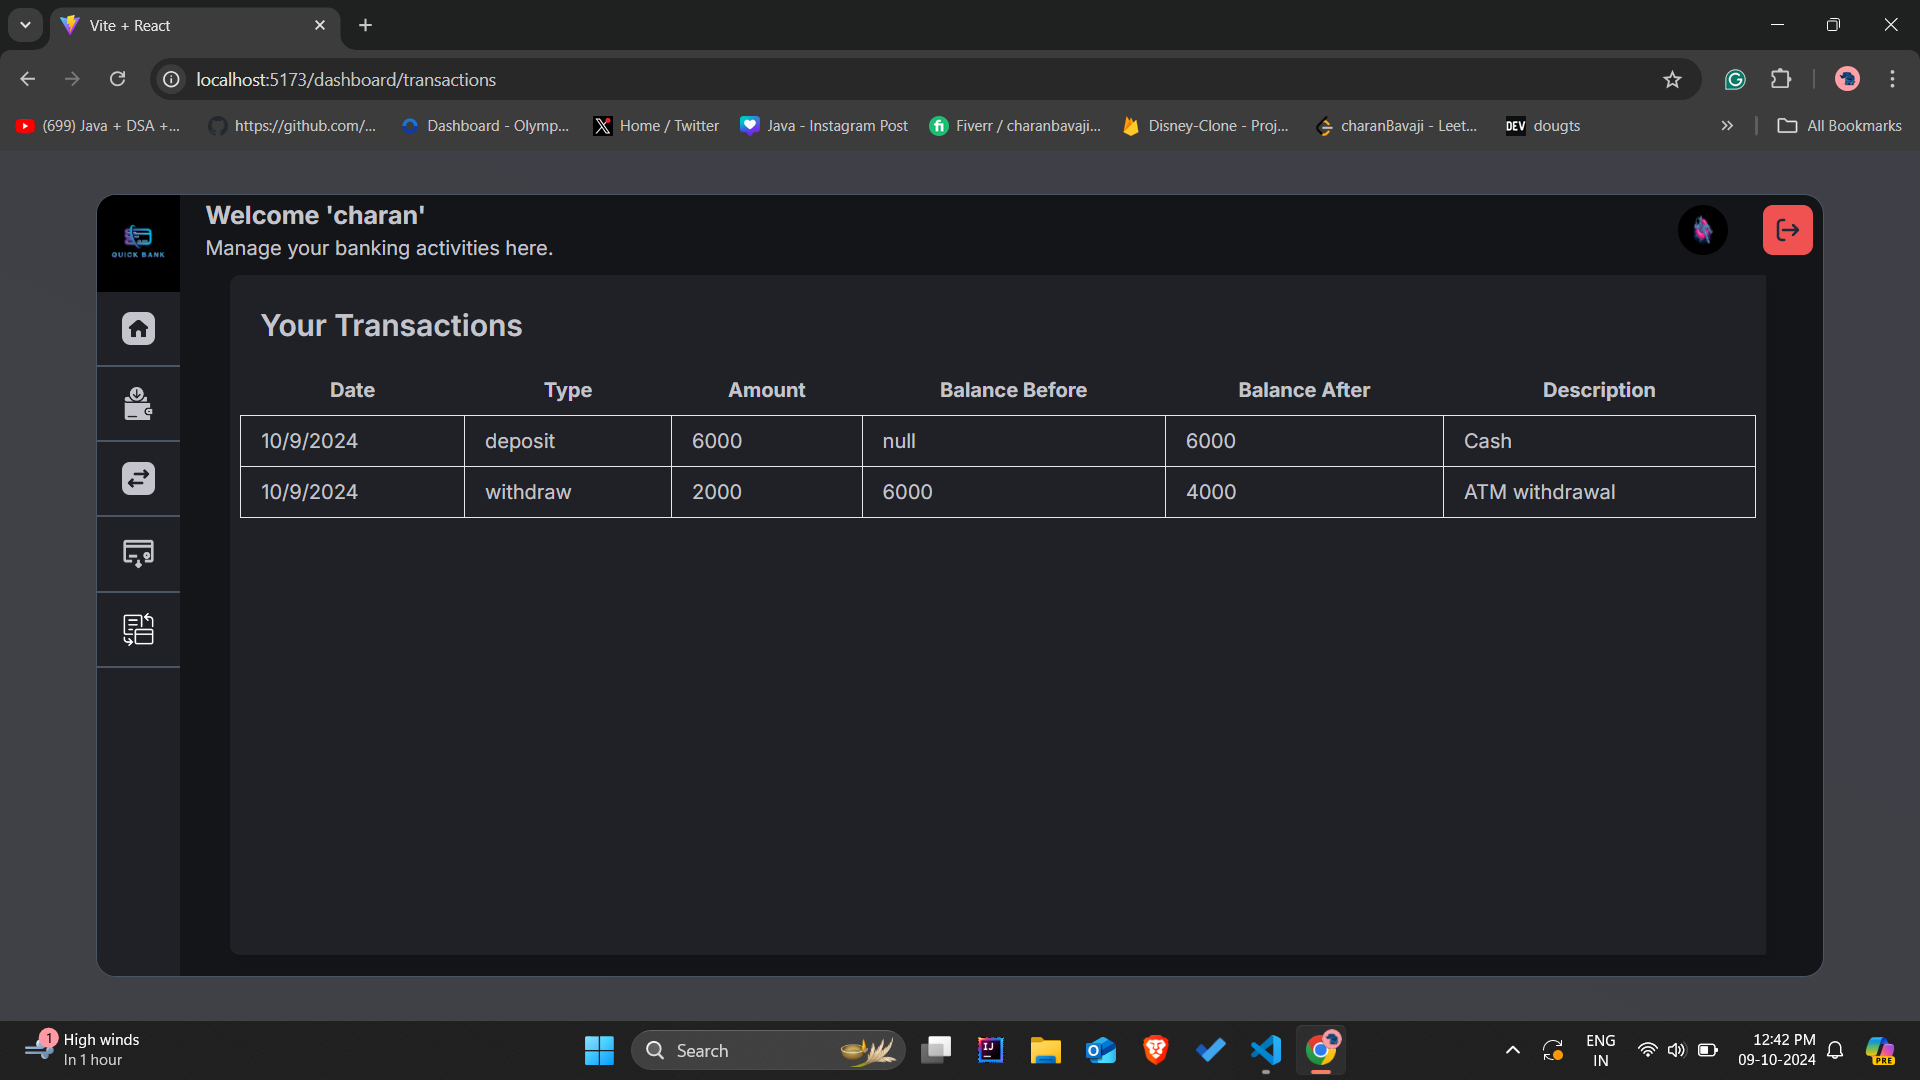 Vite + React
localhost:5173/dashboard/transactions
(699) Java + DSA +...
https://github.com/...
Dashboard - Olymp...
Home / Twitter
Java - Instagram Post
Fiverr / charanbavaji...
Disney-Clone - Proj...
charanBavaji - Leet...
DEV dougts
All Bookmarks
QUICK BANK
Welcome 'charan'
Manage your banking activities here.
Your Transactions
Date Type Amount Balance Before Balance After Description
10/9/2024 deposit 6000 null 6000 Cash
10/9/2024 withdraw 2000 6000 4000 ATM withdrawal
1
High winds
In 1 hour
Search
ENG
IN
12:42 PM
09-10-2024
PRE